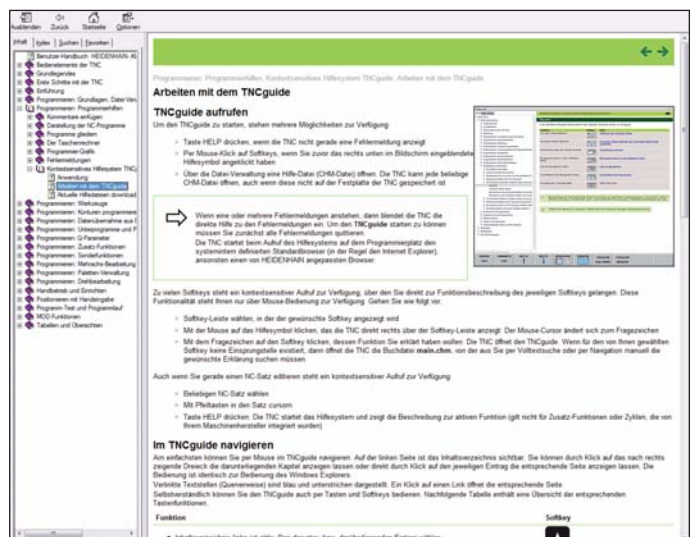 Ausblenden Zurück Startseite Optionen
Inhalt Index Suchen Favoriten
Benutzer-Handbuch HEIDENHAIN-Kl
Bedienelemente der TNC
Grundlegendes
Erste Schritte mit der TNC
Einführung
Programmieren: Grundlagen, Datei-Ver
Programmieren: Programmierhilfen
Kommentare einfügen
Darstellung der NC-Programme
Programme gliedern
Der Taschenrechner
Programmier-Grafik
Fehlermeldungen
Kontextsensitives Hilfesystem TNCg
Anwendung
Arbeiten mit dem TNCguide
Aktuelle Hilfedateien download
Programmieren: Werkzeuge
Programmieren: Konturen programmiere
Programmieren: Datenübernahme aus
Programmieren: Unterprogramme und P
Programmieren: Q-Parameter
Programmieren: Zusatz-Funktionen
Programmieren: Sonderfunktionen
Programmieren: Mehrachs-Bearbeitung
Programmieren: Paletten-Verwaltung
Programmieren: Drehbearbeitung
Handbetrieb und Einrichten
Positionieren mit Handeingabe
Programm-Test und Programmlauf
MOD-Funktionen
Tabellen und Übersichten
Programmieren: Programmierhilfen, Kontextsensitives Hilfesystem TNCguide, Arbeiten mit dem TNCguide
Arbeiten mit dem TNCguide
TNCguide aufrufen
Um den TNCguide zu starten, stehen mehrere Möglichkeiten zur Verfügung:
Taste HELP drücken, wenn die TNC nicht gerade eine Fehlermeldung anzeigt
Per Mouse-Klick auf Softkeys, wenn Sie zuvor das rechts unten im Bildschirm eingeblendete
Hilfesymbol angeklickt haben
Über die Datei-Verwaltung eine Hilfe-Datei (CHM-Datei) öffnen. Die TNC kann jede beliebige
CHM-Datei öffnen, auch wenn diese nicht auf der Festplatte der TNC gespeichert ist
Wenn eine oder mehrere Fehlermeldungen anstehen, dann blendet die TNC die
direkte Hilfe zu den Fehlermeldungen ein. Um den TNCguide starten zu können
müssen Sie zunächst alle Fehlermeldungen quittieren.
Die TNC startet beim Aufruf des Hilfesystems auf dem Programmierplatz den
systemintern definierten Standardbrowser (in der Regel den Internet Explorer),
ansonsten einen von HEIDENHAIN angepassten Browser.
Zu vielen Softkeys steht ein kontextsensitiver Aufruf zur Verfügung, über den Sie direkt zur Funktionsbeschreibung des jeweiligen Softkeys gelangen. Diese
Funktionalität steht Ihnen nur über Mouse-Bedienung zur Verfügung. Gehen Sie wie folgt vor:
Softkey-Leiste wählen, in der der gewünschte Softkey angezeigt wird
Mit der Mouse auf das Hilfesymbol klicken, das die TNC direkt rechts über der Softkey-Leiste anzeigt: Der Mouse-Cursor ändert sich zum Fragezeichen
Mit dem Fragezeichen auf den Softkey klicken, dessen Funktion Sie erklärt haben wollen: Die TNC öffnet den TNCguide. Wenn für den von Ihnen gewählten
Softkey keine Einsprungstelle existiert, dann öffnet die TNC die Buchdatei main.chm, von der aus Sie per Volltextsuche oder per Navigation manuell die
gewünschte Erklärung suchen müssen
Auch wenn Sie gerade einen NC-Satz editieren steht ein kontextsensitiver Aufruf zur Verfügung:
Beliebigen NC-Satz wählen
Mit Pfeiltasten in den Satz cursorn
Taste HELP drücken: Die TNC startet das Hilfesystem und zeigt die Beschreibung zur aktiven Funktion (gilt nicht für Zusatz-Funktionen oder Zyklen, die von
Ihrem Maschinenhersteller integriert wurden)
Im TNCguide navigieren
Am einfachsten können Sie per Mouse im TNCguide navigieren. Auf der linken Seite ist das Inhaltsverzeichnis sichtbar. Sie können durch Klick auf das nach rechts
zeigende Dreieck die darunterliegenden Kapitel anzeigen lassen oder direkt durch Klick auf den jeweiligen Eintrag die entsprechende Seite anzeigen lassen. Die
Bedienung ist identisch zur Bedienung des Windows Explorers.
Verlinkte Textstellen (Querverweise) sind blau und unterstrichen dargestellt. Ein Klick auf einen Link öffnet die entsprechende Seite.
Selbstverständlich können Sie den TNCguide auch per Tasten und Softkeys bedienen. Nachfolgende Tabelle enthält eine Übersicht der entsprechenden
Tastenfunktionen.
Funktion Softkey